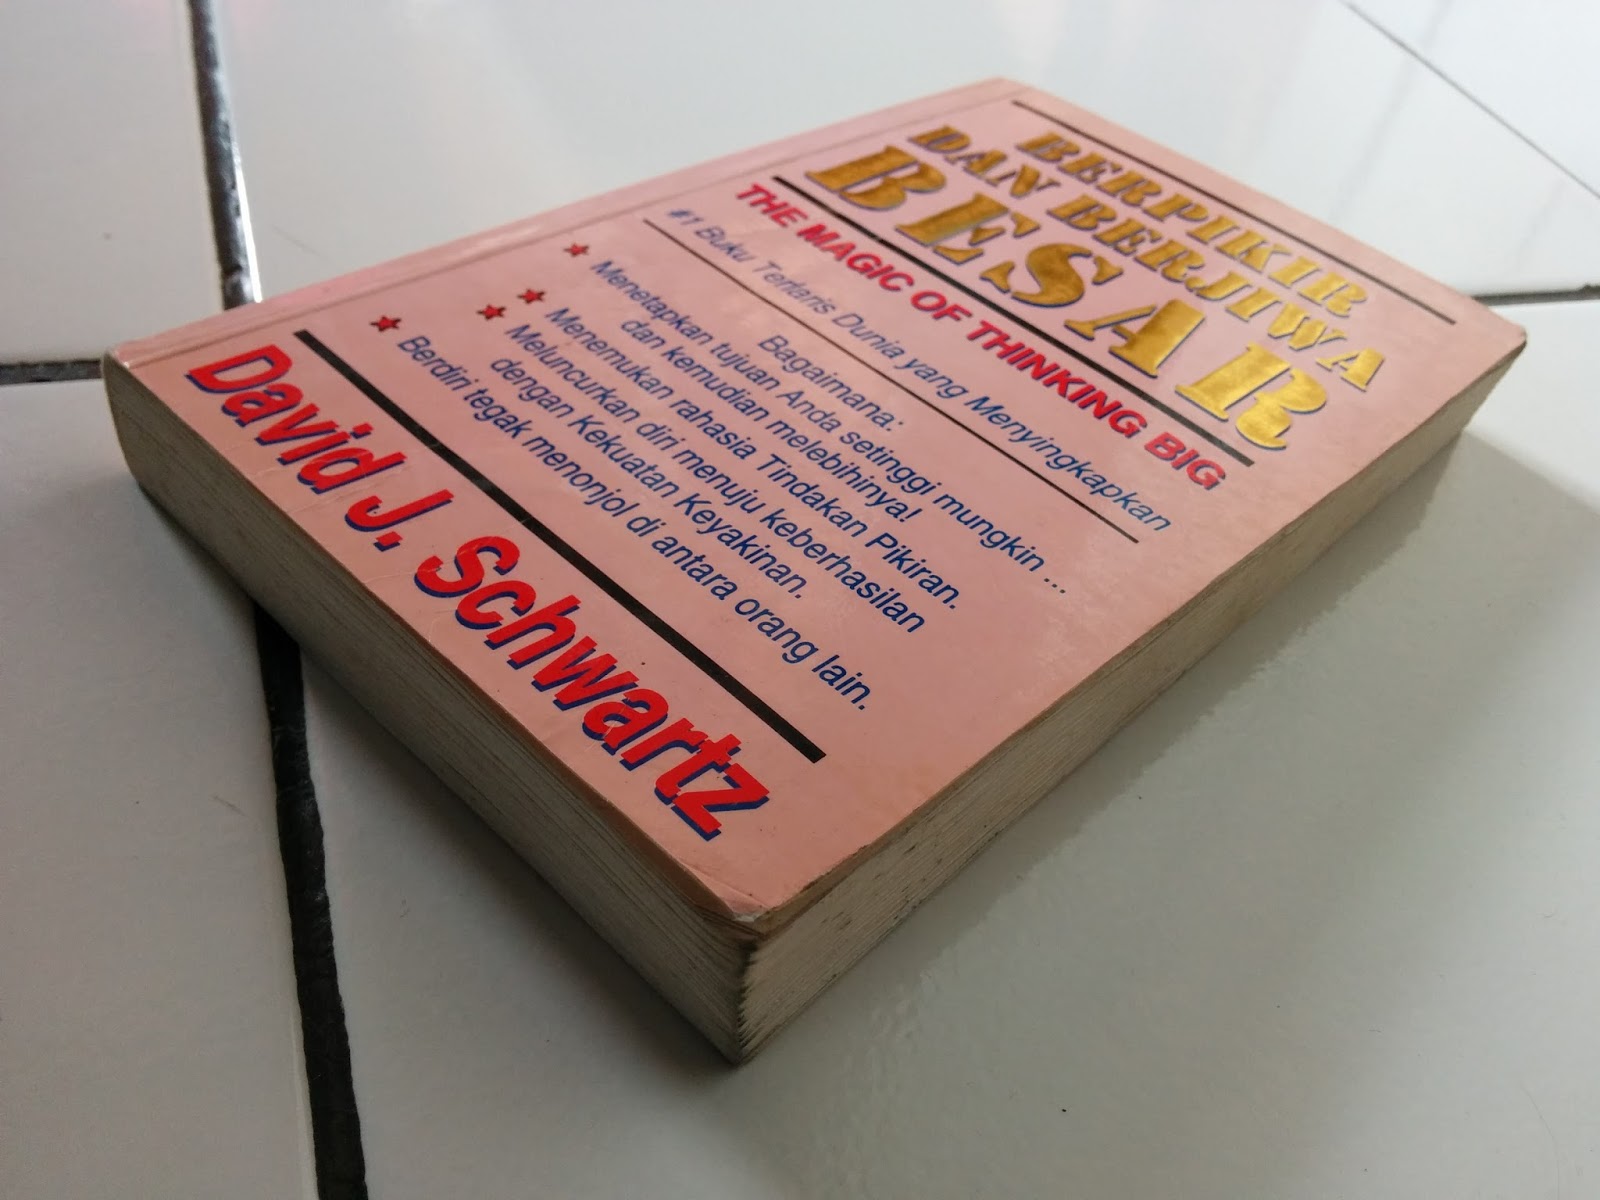 BERPIKIR
DAN BERJIWA
BESAR
THE MAGIC OF THINKING BIG
#1 Buku Terlaris Dunia yang Menyingkapkan
Bagaimana:
Menetapkan tujuan Anda setinggi mungkin ...
dan kemudian melebihinya!
Menemukan rahasia Tindakan Pikiran.
Meluncurkan diri menuju keberhasilan
dengan Kekuatan Keyakinan.
Berdiri tegak menonjol di antara orang lain.
David J. Schwartz